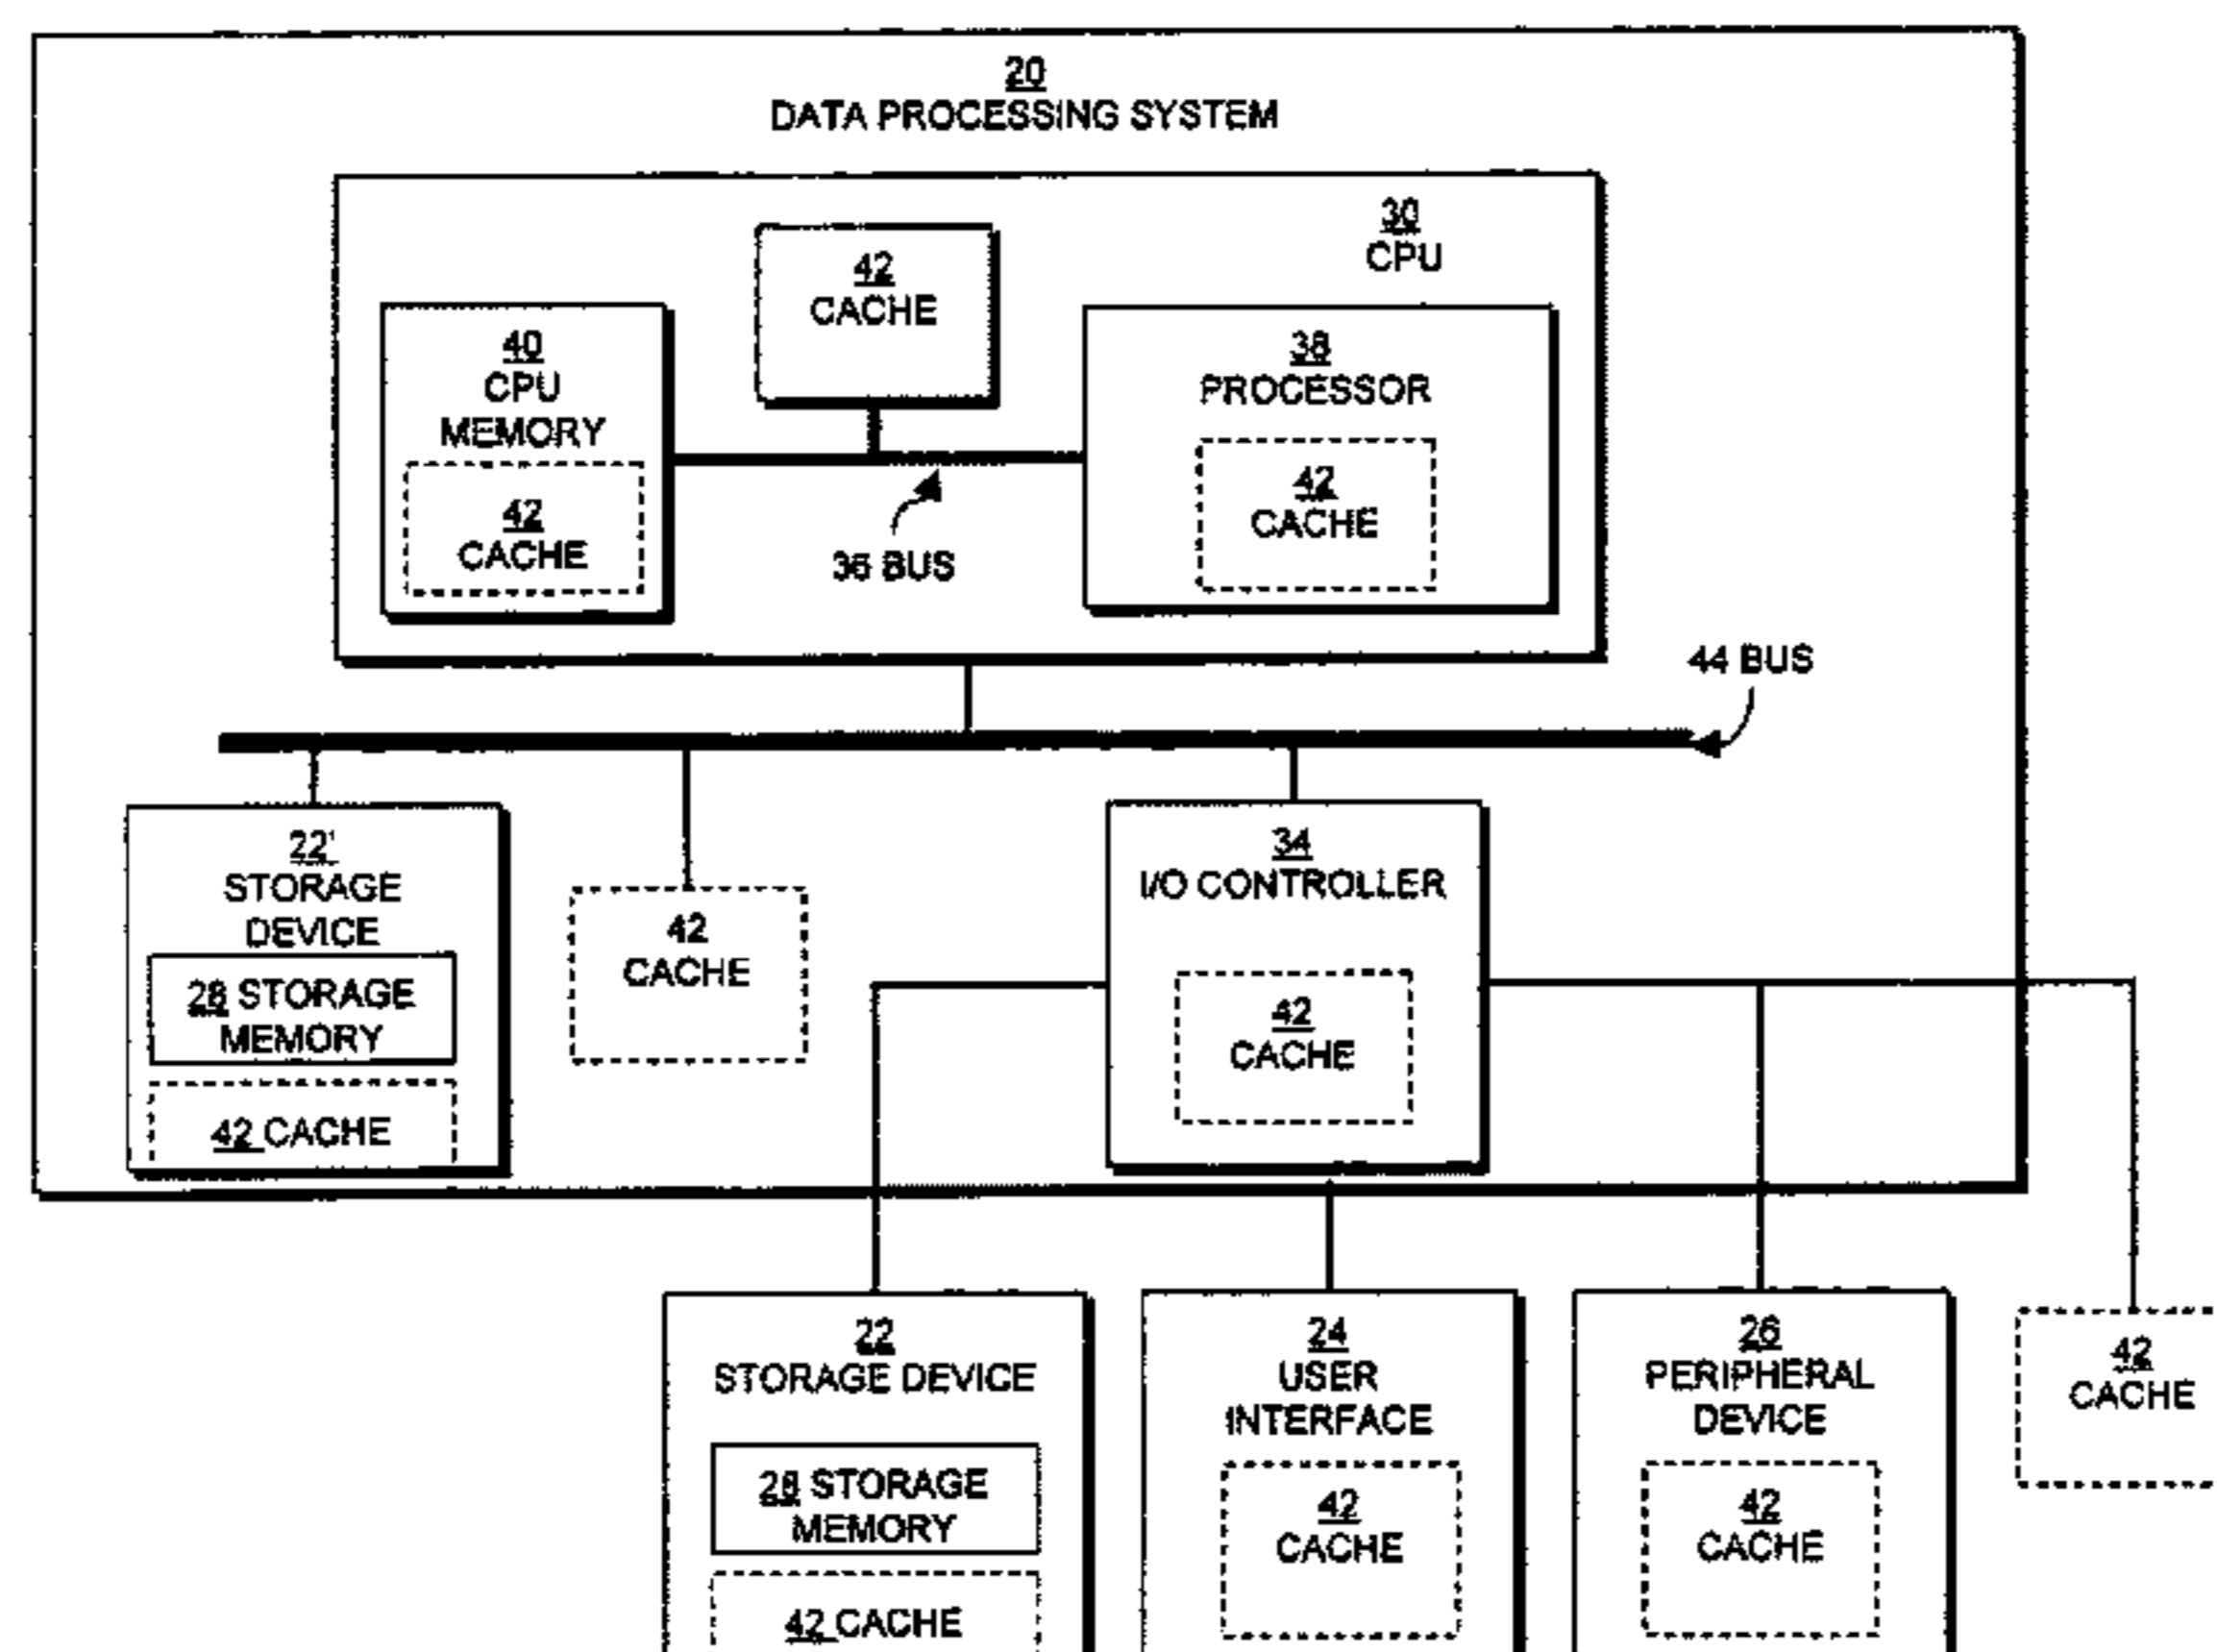 20
DATA PROCESSING SYSTEM
30
CPU
42
CACHE
40
CPU
MEMORY
42
CACHE
38
PROCESSOR
42
CACHE
36 BUS
44 BUS
22'
STORAGE
DEVICE
28 STORAGE
MEMORY
42 CACHE
42
CACHE
34
I/O CONTROLLER
42
CACHE
22
STORAGE DEVICE
28 STORAGE
MEMORY
42 CACHE
24
USER
INTERFACE
42
CACHE
26
PERIPHERAL
DEVICE
42
CACHE
42
CACHE